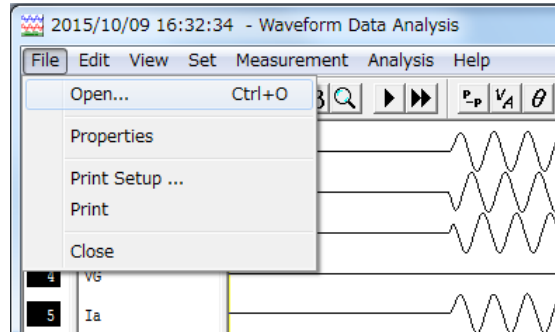 2015/10/09 16:32:34 - Waveform Data Analysis
File Edit View Set Measurement Analysis Help
Open... Ctrl+O
P-P V/A θ
Properties
Print Setup ...
Print
Close
4 VG
5 Ia